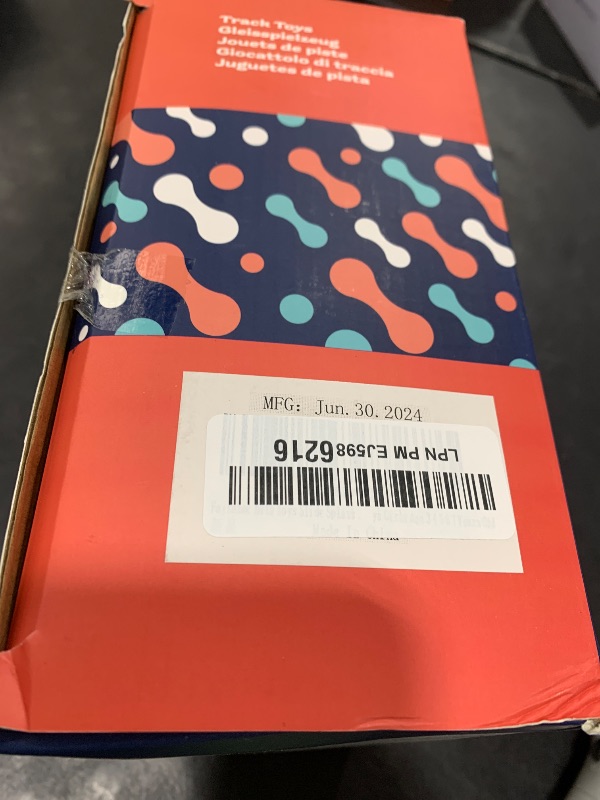 Track Toys
Gleisspielzeug
Jouets de piste
Giocattolo di traccia
Juguetes de pista
MFG: Jun.30.2024
LPN PM EJ5986216